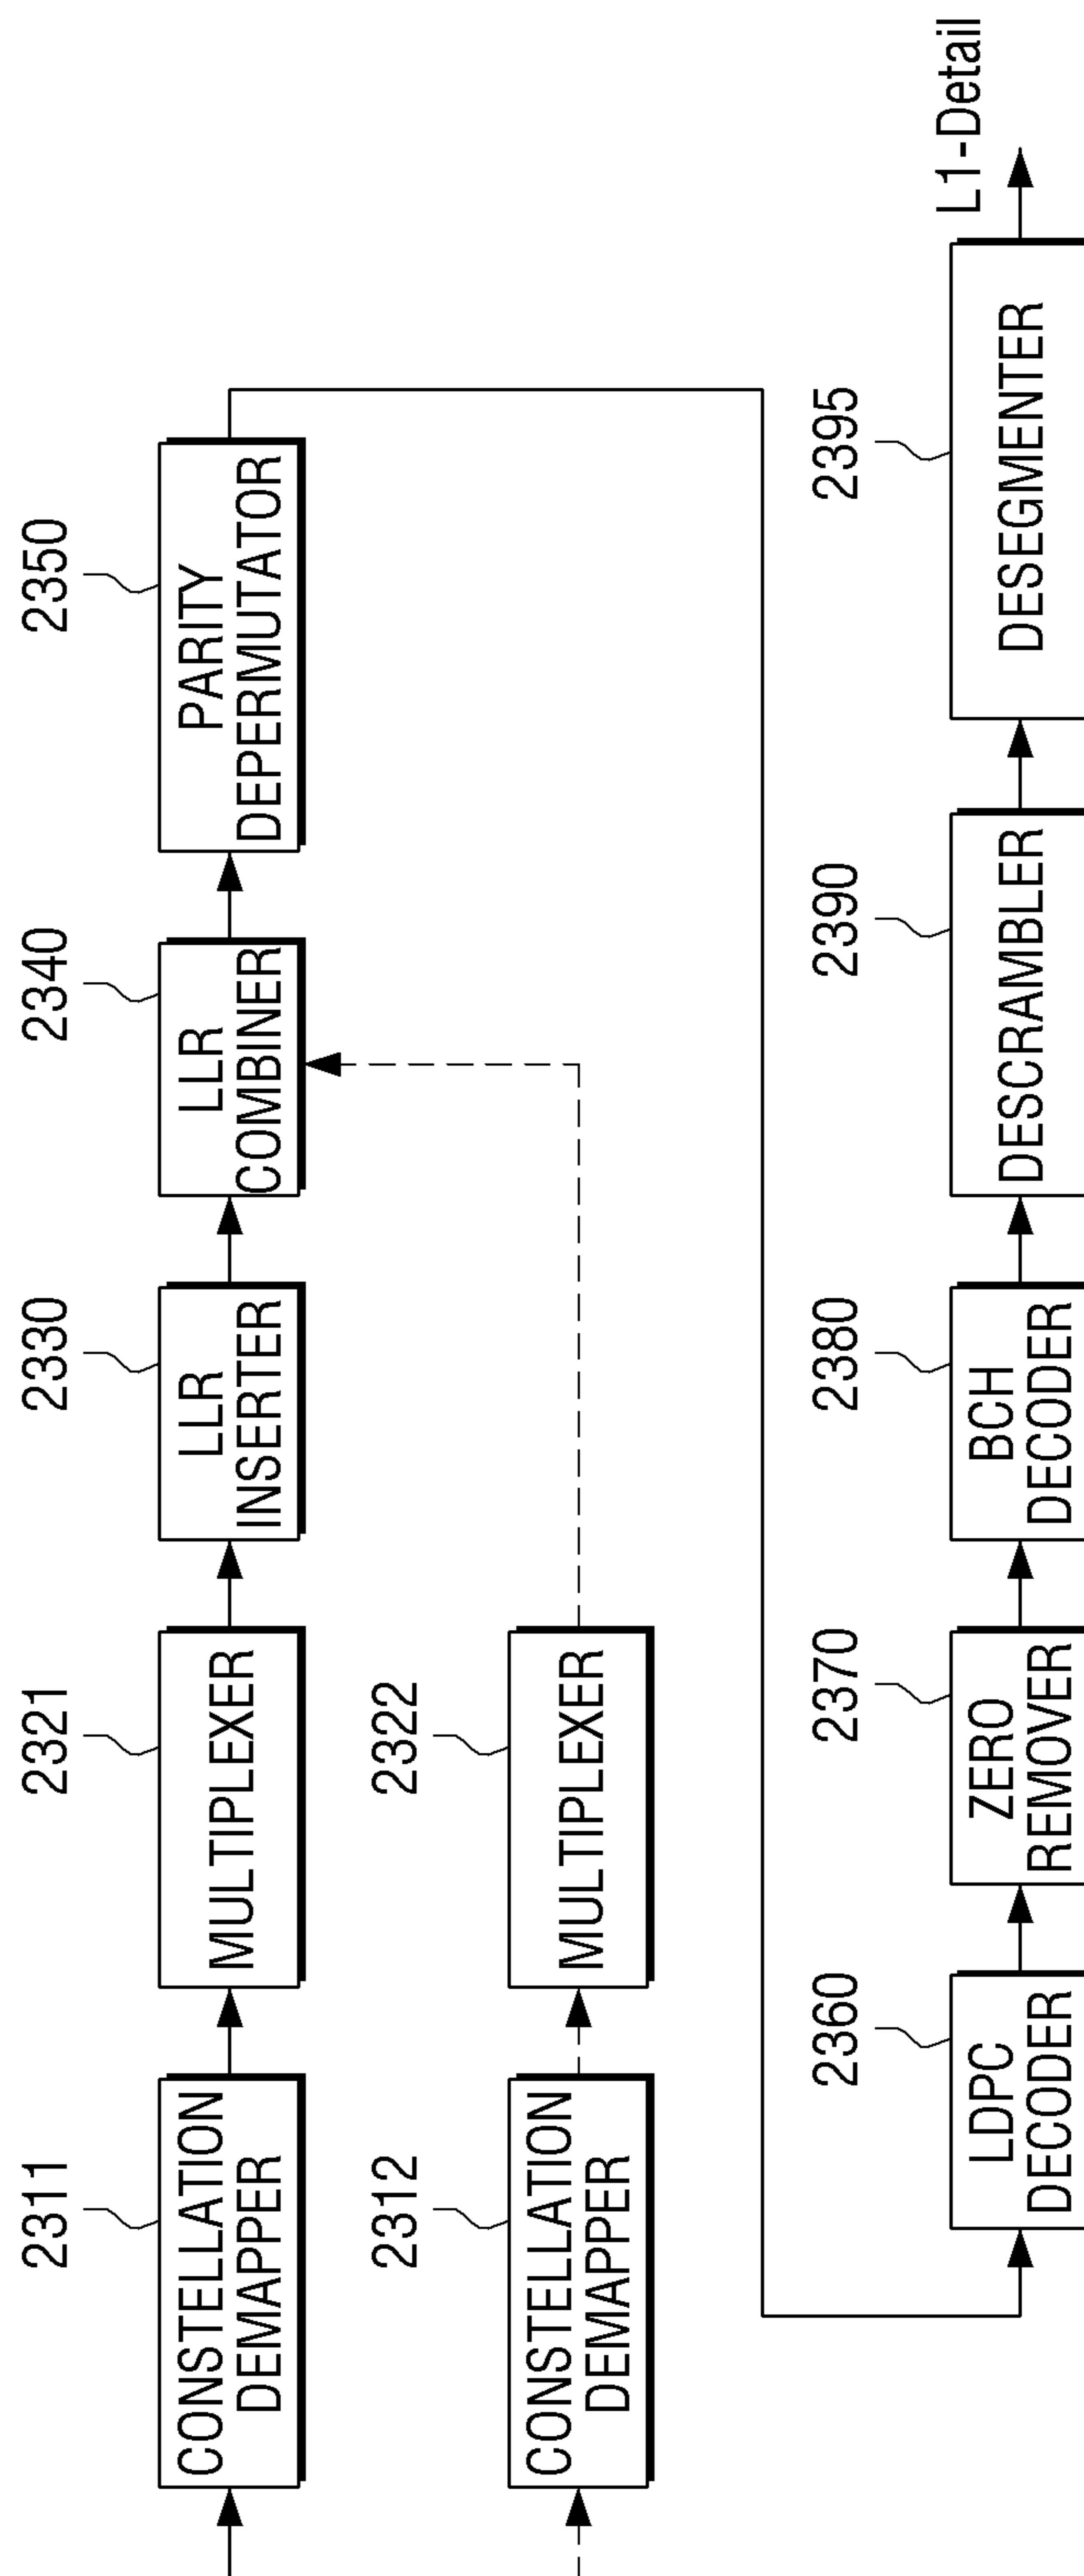 2311
CONSTELLATION
DEMAPPER
2321
MULTIPLEXER
2330
LLR
INSERTER
2340
LLR
COMBINER
2350
PARITY
DEPERMUTATOR
2312
CONSTELLATION
DEMAPPER
2322
MULTIPLEXER
2360
LDPC
DECODER
2370
ZERO
REMOVER
2380
BCH
DECODER
2390
DESCRAMBLER
2395
DESEGMENTER
L1-Detail